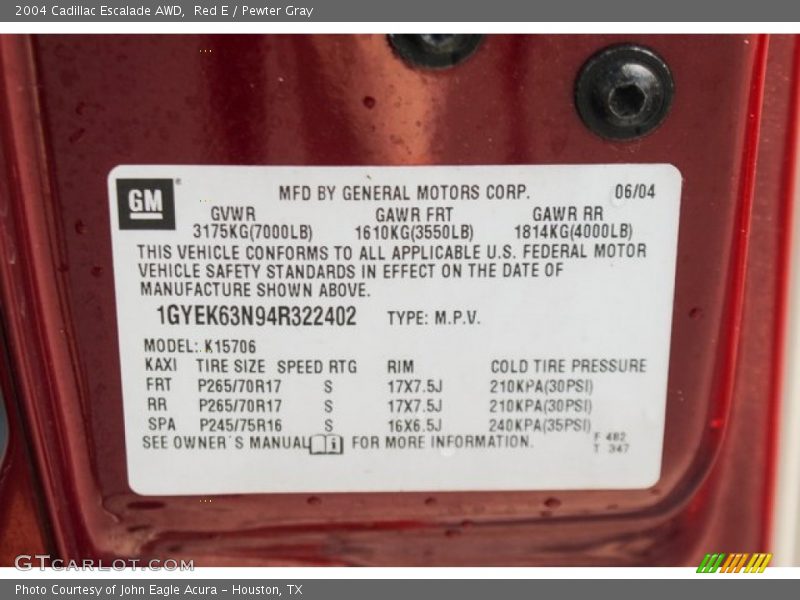 2004 Cadillac Escalade AWD, Red E / Pewter Gray
GM
MFD BY GENERAL MOTORS CORP. 06/04
GVWR GAWR FRT GAWR RR
3175KG(7000LB) 1610KG(3550LB) 1814KG(4000LB)
THIS VEHICLE CONFORMS TO ALL APPLICABLE U.S. FEDERAL MOTOR
VEHICLE SAFETY STANDARDS IN EFFECT ON THE DATE OF
MANUFACTURE SHOWN ABOVE.
1GYEK63N94R322402 TYPE: M.P.V.
MODEL: K15706
KAXI TIRE SIZE SPEED RTG RIM COLD TIRE PRESSURE
FRT P265/70R17 S 17X7.5J 210KPA(30PSI)
RR P265/70R17 S 17X7.5J 210KPA(30PSI)
SPA P245/75R16 S 16X6.5J 240KPA(35PSI)
SEE OWNER'S MANUAL i FOR MORE INFORMATION.
F 482
T 347
GTCARLOT.COM
Photo Courtesy of John Eagle Acura - Houston, TX